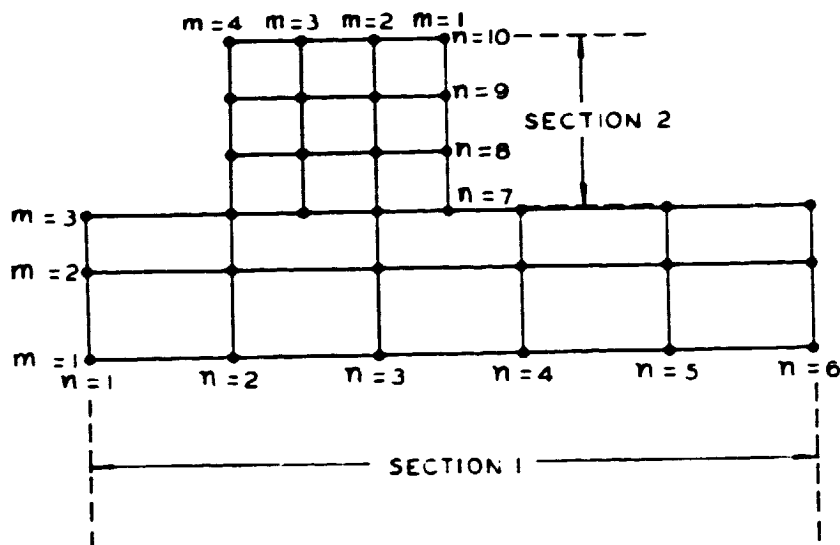 m=4 m=3 m=2 m=1
n=10
n=9
SECTION 2
n=8
n=7
m=3
m=2
m=1
n=1 n=2 n=3 n=4 n=5 n=6
SECTION 1